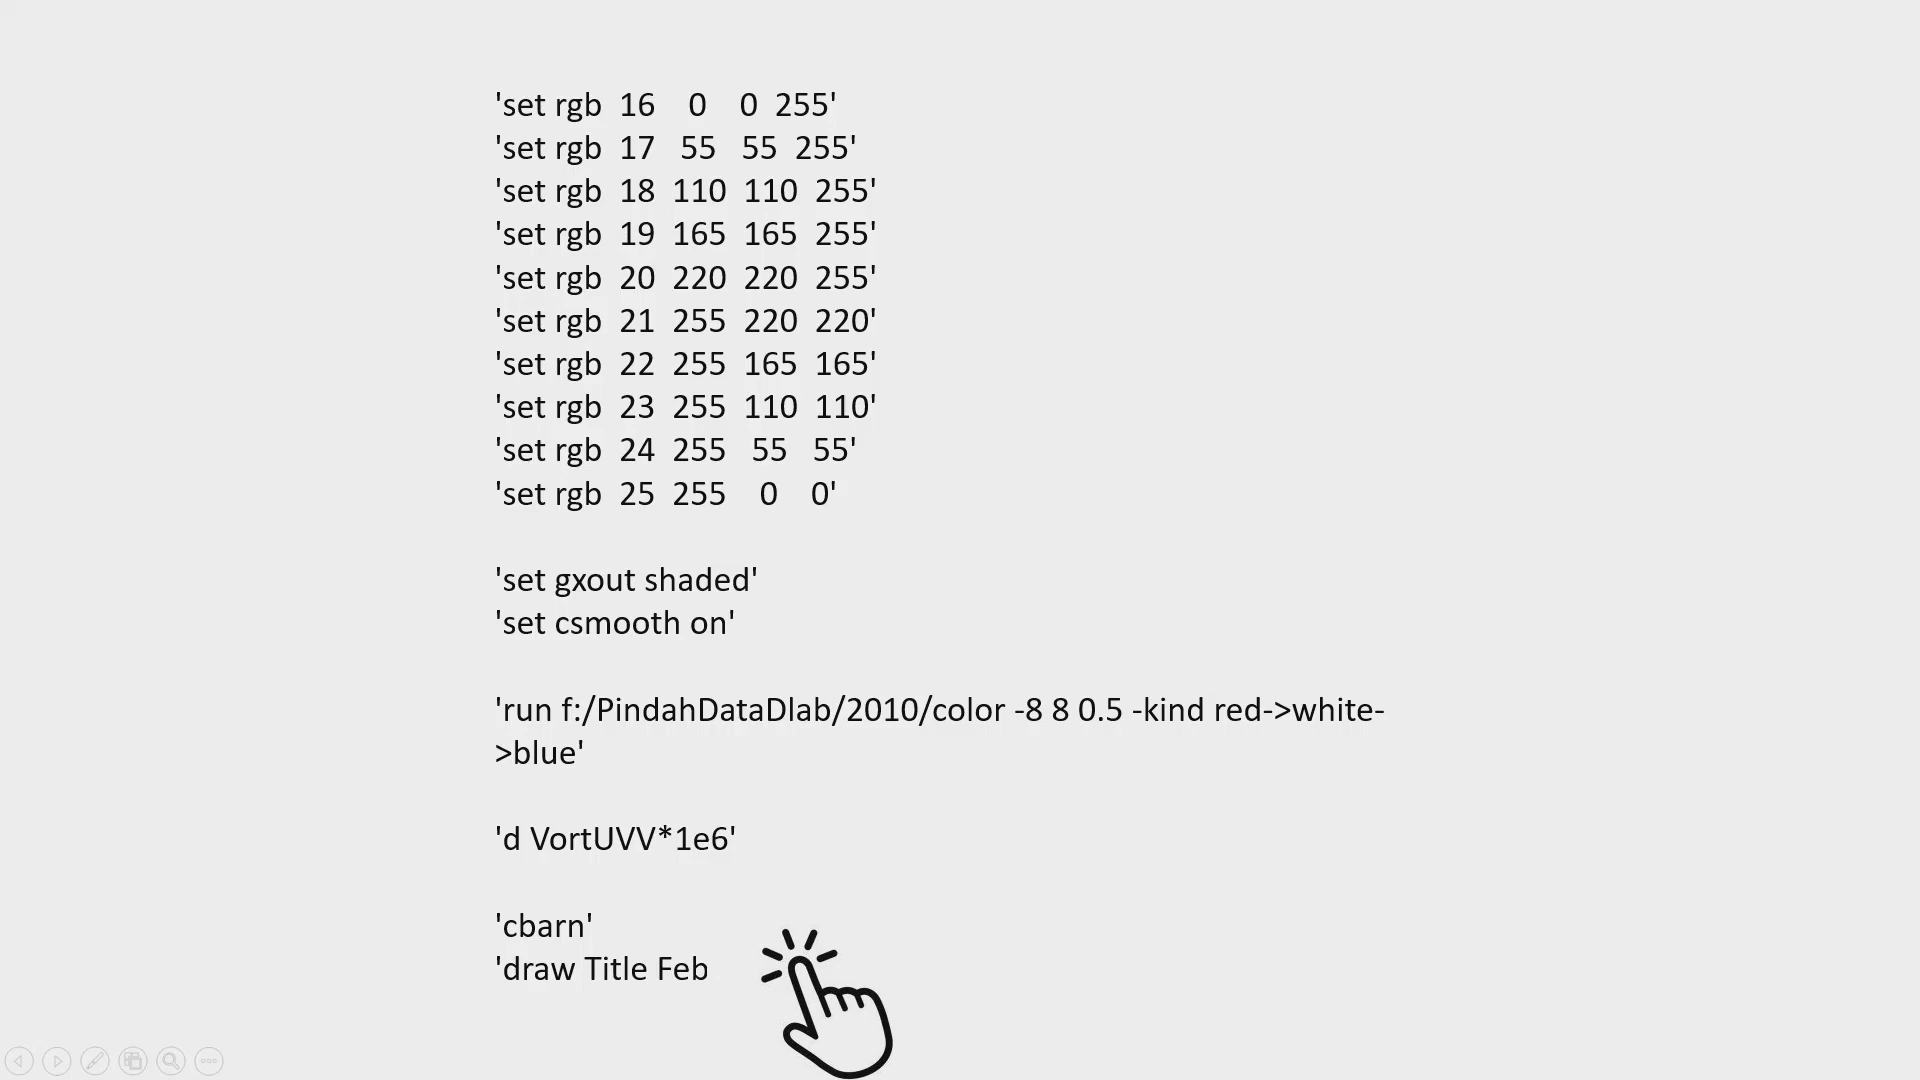 'set rgb  16    0    0  255'
'set rgb  17   55   55  255'
'set rgb  18  110  110  255'
'set rgb  19  165  165  255'
'set rgb  20  220  220  255'
'set rgb  21  255  220  220'
'set rgb  22  255  165  165'
'set rgb  23  255  110  110'
'set rgb  24  255   55   55'
'set rgb  25  255    0    0'
'set gxout shaded'
'set csmooth on'
'run f:/PindahDataDlab/2010/color -8 8 0.5 -kind red->white-
>blue'
'd VortUVV*1e6'
'cbarn'
'draw Title Feb